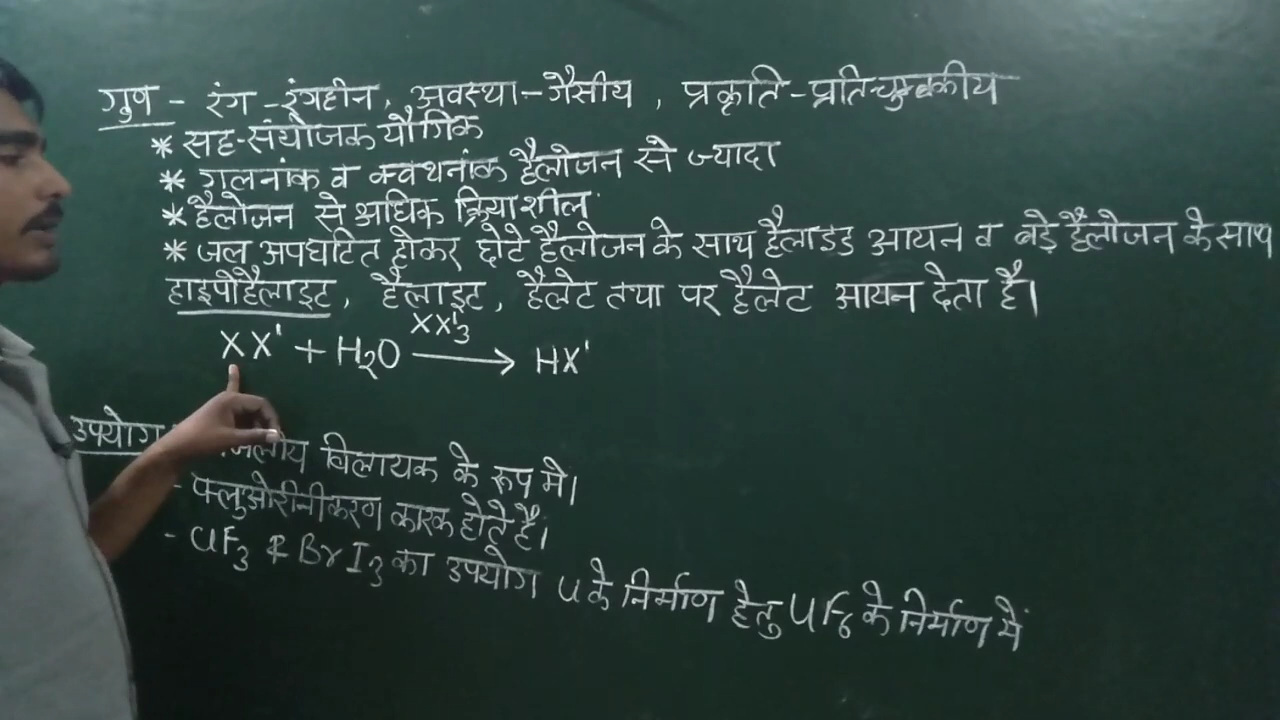 गुण - रंग - रंगहीन, अवस्था - गैसीय, प्रकृति - प्रतिचुम्बकीय
* सह-संयोजक यौगिक
* गलनांक व क्वथनांक हैलोजन से ज्यादा
* हैलोजन से अधिक क्रियाशील
* जल अपघटित होकर छोटे हैलोजन के साथ हैलाइड आयन व बड़े हैलोजन के साथ
हाइपोहैलाइट, हैलाइट, हैलेट तथा पर हैलेट आयन देता है।
XX' + H₂O —XX'₃→ HX'
उपयोग जलीय विलायक के रूप मे।
- फ्लुओरीनीकरण कारक होते है।
- UF₃ & BrI₃ का उपयोग U के निर्माण हेतु UF₆ के निर्माण में